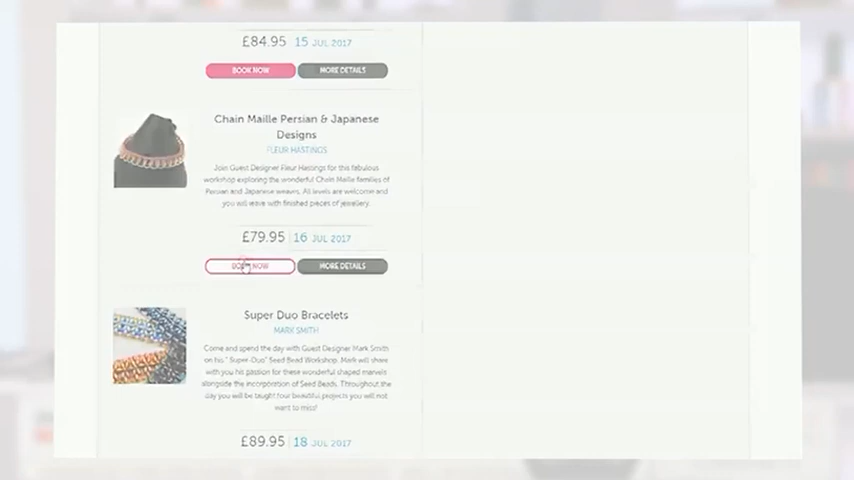 £84.95 15 JUL 2017
BOOK NOW MORE DETAILS
Chain Maille Persian & Japanese
Designs
FLEUR HASTINGS
Join Guest Designer Fleur Hastings for this fabulous
workshop exploring the wonderful Chain Maille families of
Persian and Japanese weaves. All levels are welcome and
you will leave with finished pieces of jewellery.
£79.95 16 JUL 2017
BOOK NOW MORE DETAILS
Super Duo Bracelets
MARK SMITH
Come and spend the day with Guest Designer Mark Smith
on his " Super-Duo" Seed Bead Workshop. Mark will share
with you his passion for these wonderful shaped marvels
alongside the incorporation of Seed Beads. Throughout the
day you will be taught four beautiful projects you will not
want to miss!
£89.95 18 JUL 2017